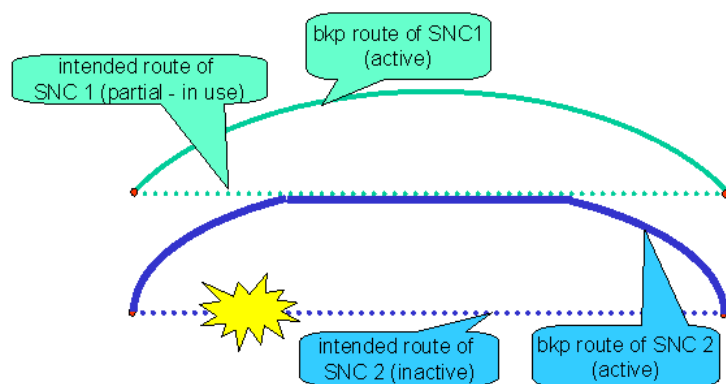 bkp route of SNC1
(active)
intended route of
SNC 1 (partial - in use)
intended route of
SNC 2 (inactive)
bkp route of SNC 2
(active)